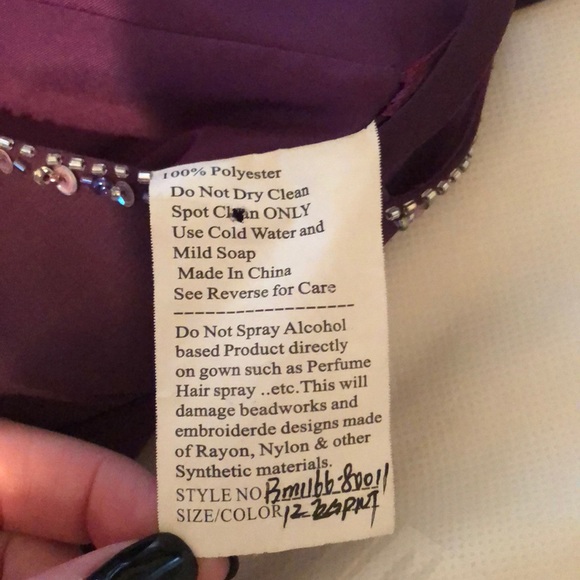 100% Polyester
Do Not Dry Clean
Spot Clean ONLY
Use Cold Water and
Mild Soap
Made In China
See Reverse for Care
Do Not Spray Alcohol
based Product directly
on gown such as Perfume
Hair spray ..etc.This will
damage beadworks and
embroiderde designs made
of Rayon, Nylon & other
Synthetic materials.
STYLE NO
SIZE/COLOR 12